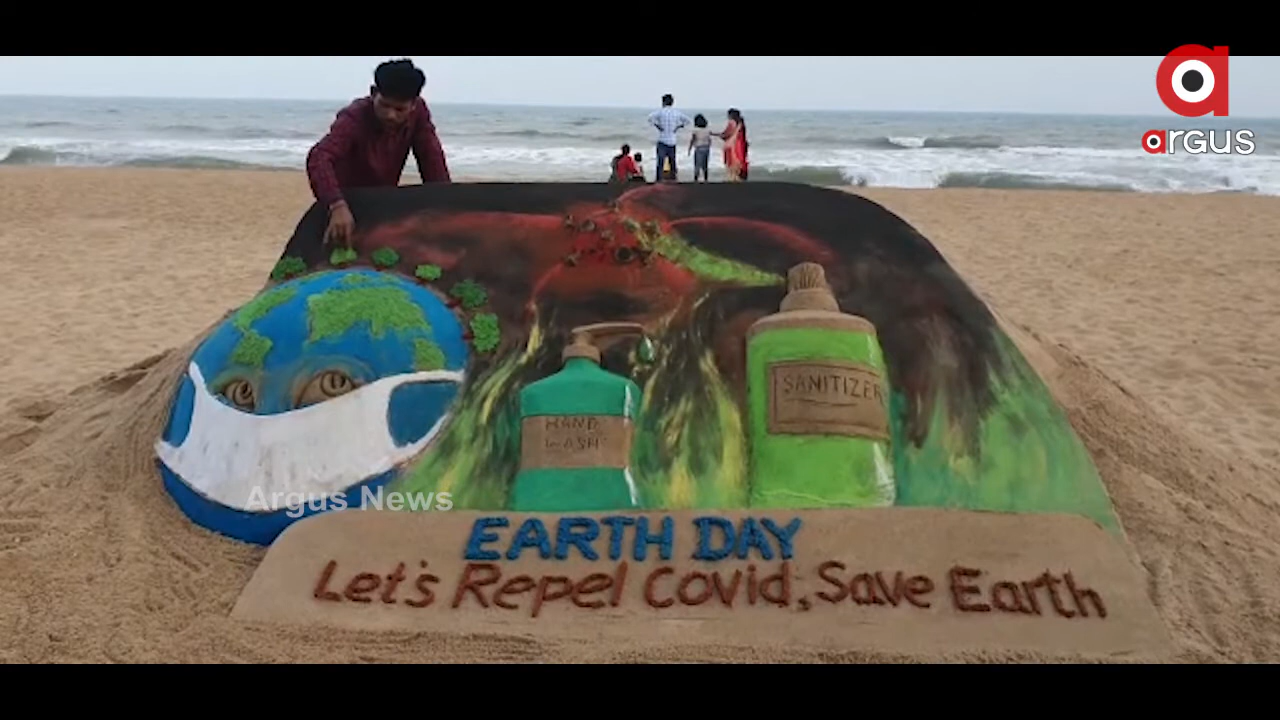 argus
SANITIZER
HAND
WASH
Argus News
EARTH DAY
Let's Repel Covid, Save Earth